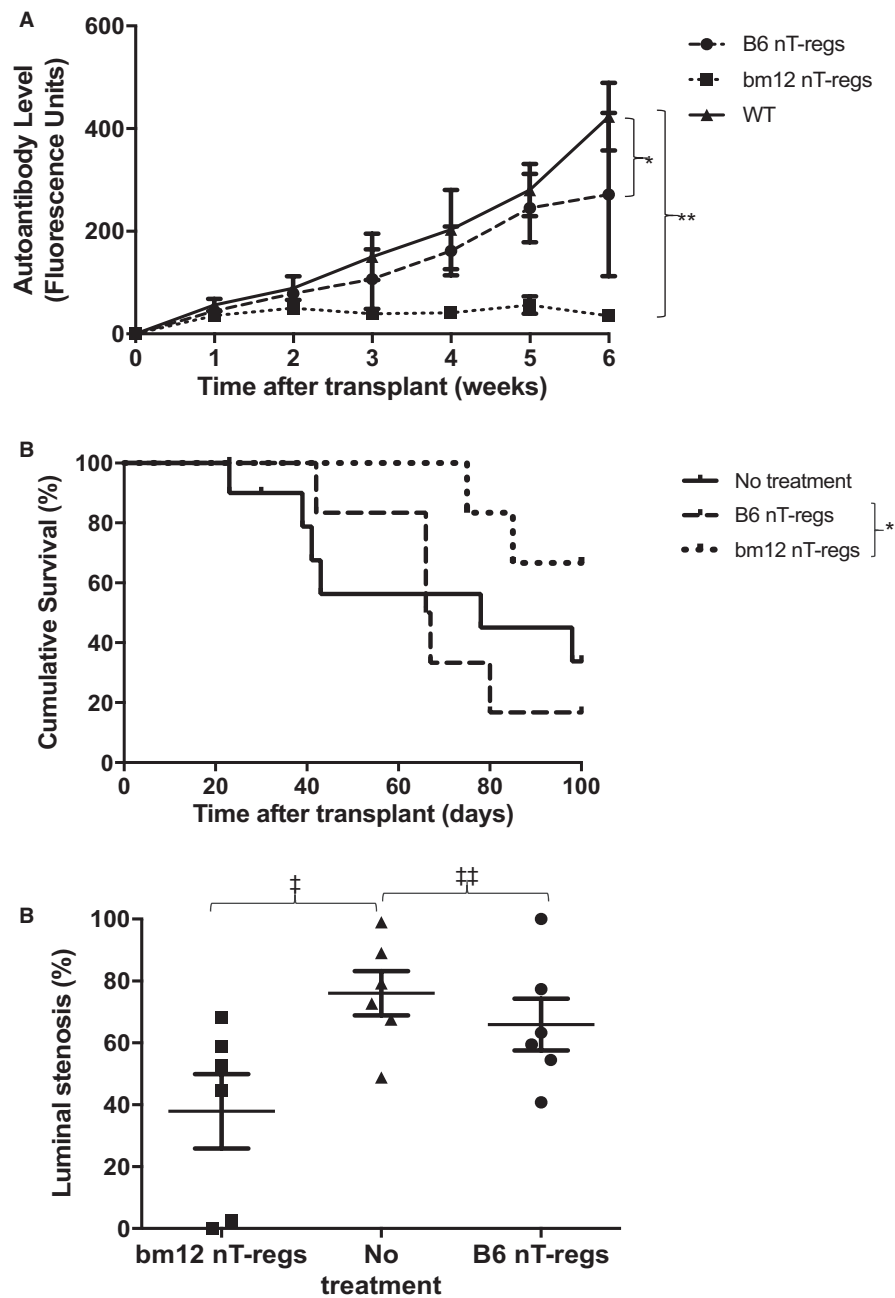 A
600
400
200
0
Autoantibody Level
(Fluorescence Units)
0 1 2 3 4 5 6
Time after transplant (weeks)
B6 nT-regs
bm12 nT-regs
WT
*
**
B
100
80
60
40
20
0
Cumulative Survival (%)
0 20 40 60 80 100
Time after transplant (days)
No treatment
B6 nT-regs
bm12 nT-regs
*
B
‡
‡‡
100
80
60
40
20
0
Luminal stenosis (%)
bm12 nT-regs No B6 nT-regs
treatment